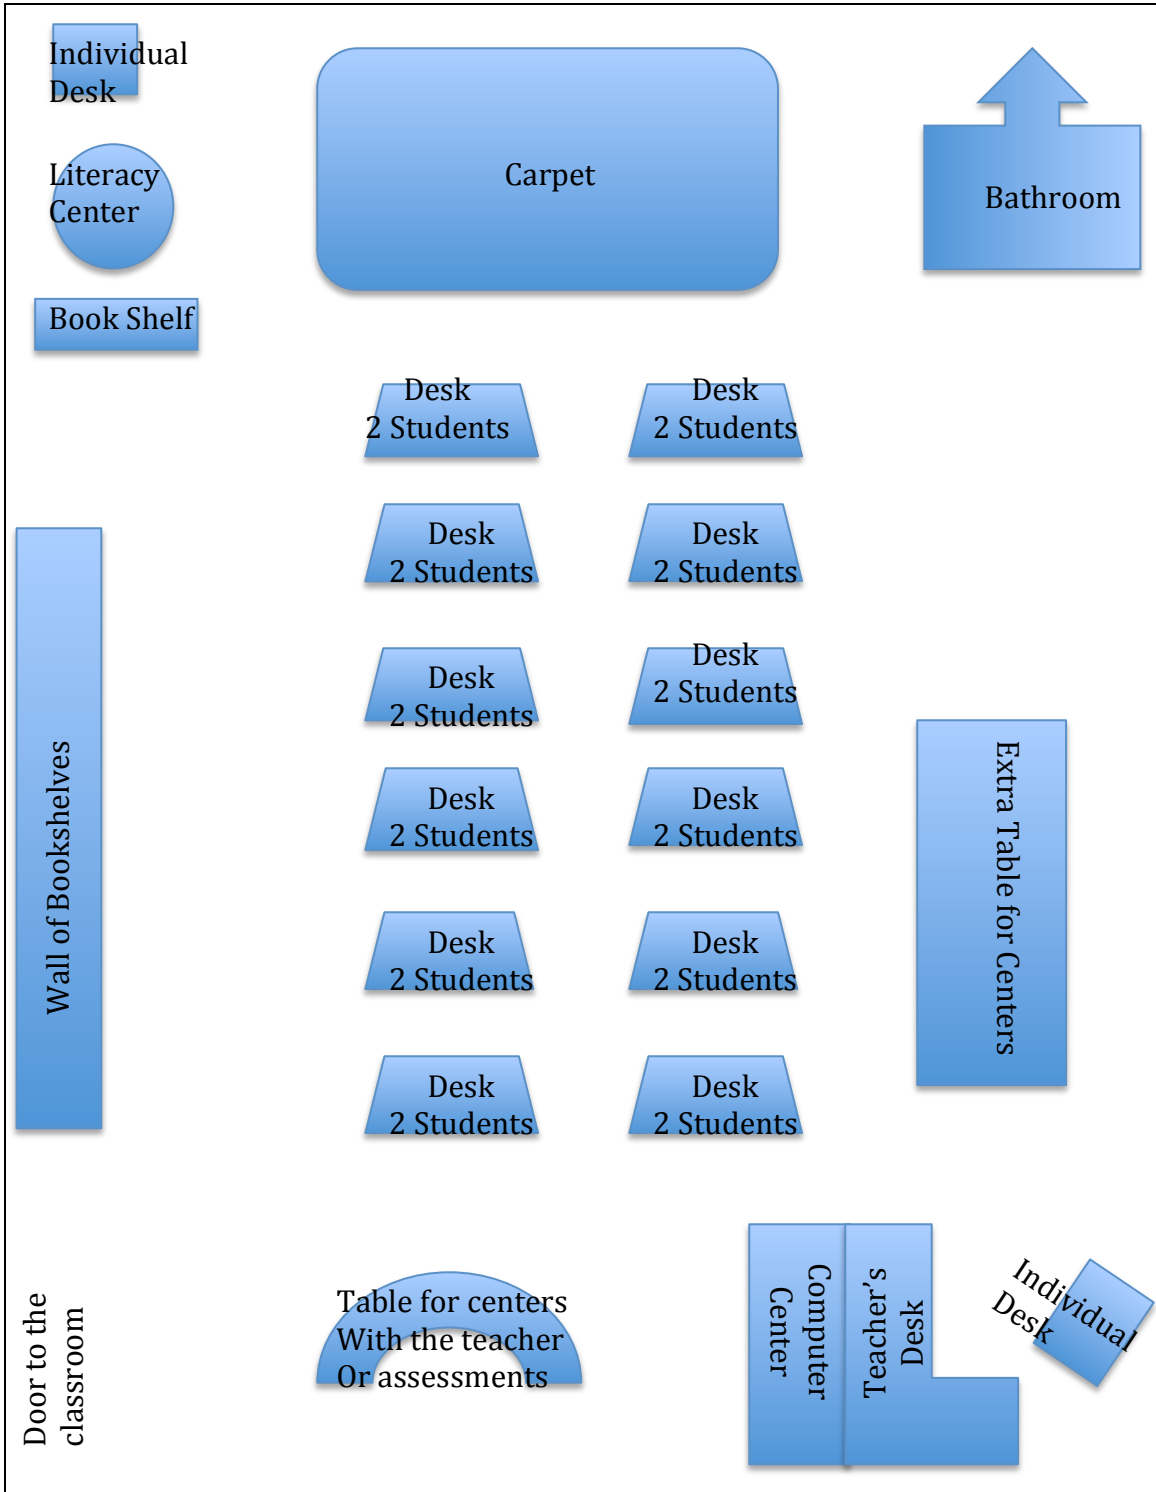 Individual
Desk
Carpet
Literacy
Center
Bathroom
Book Shelf
Desk
2 Students
Desk
2 Students
Desk
2 Students
Desk
2 Students
Desk
2 Students
Desk
2 Students
Desk
2 Students
Desk
2 Students
Desk
2 Students
Desk
2 Students
Desk
2 Students
Desk
2 Students
Wall of Bookshelves
Extra Table for Centers
Door to the
classroom
Table for centers
With the teacher
Or assessments
Computer
Center
Teacher’s
Desk
Individual
Desk